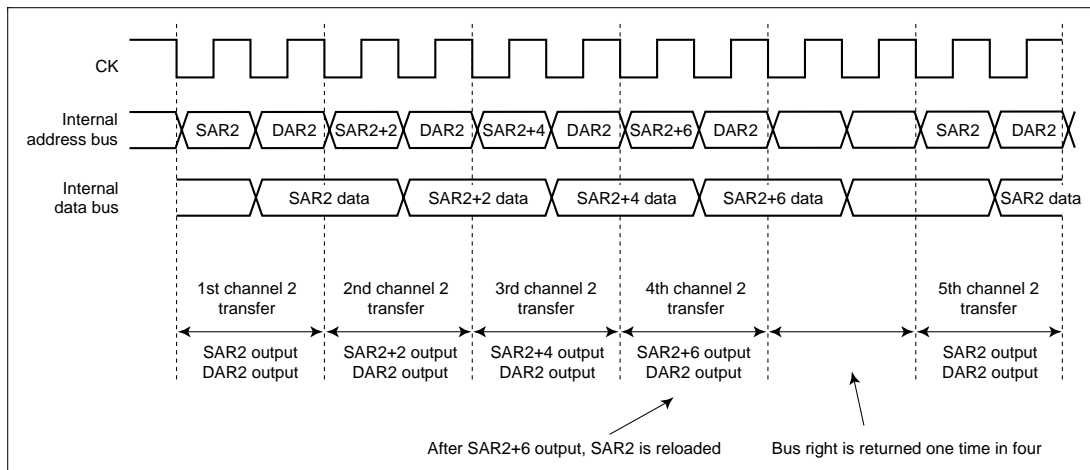 CK
Internal
address bus
SAR2 DAR2 SAR2+2 DAR2 SAR2+4 DAR2 SAR2+6 DAR2 SAR2 DAR2
Internal
data bus
SAR2 data SAR2+2 data SAR2+4 data SAR2+6 data SAR2 data
1st channel 2
transfer
2nd channel 2
transfer
3rd channel 2
transfer
4th channel 2
transfer
5th channel 2
transfer
SAR2 output
DAR2 output
SAR2+2 output
DAR2 output
SAR2+4 output
DAR2 output
SAR2+6 output
DAR2 output
SAR2 output
DAR2 output
After SAR2+6 output, SAR2 is reloaded
Bus right is returned one time in four